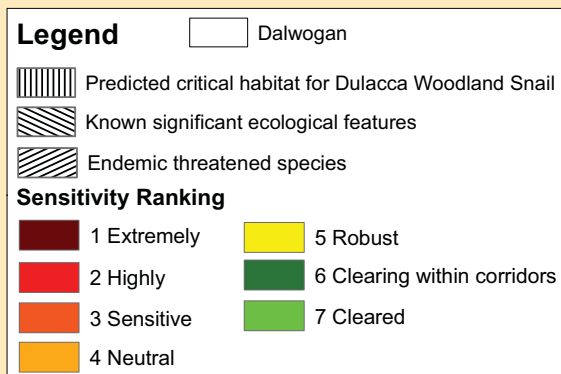 Legend
Dalwogan
Predicted critical habitat for Dulacca Woodland Snail
Known significant ecological features
Endemic threatened species
Sensitivity Ranking
1 Extremely
2 Highly
3 Sensitive
4 Neutral
5 Robust
6 Clearing within corridors
7 Cleared